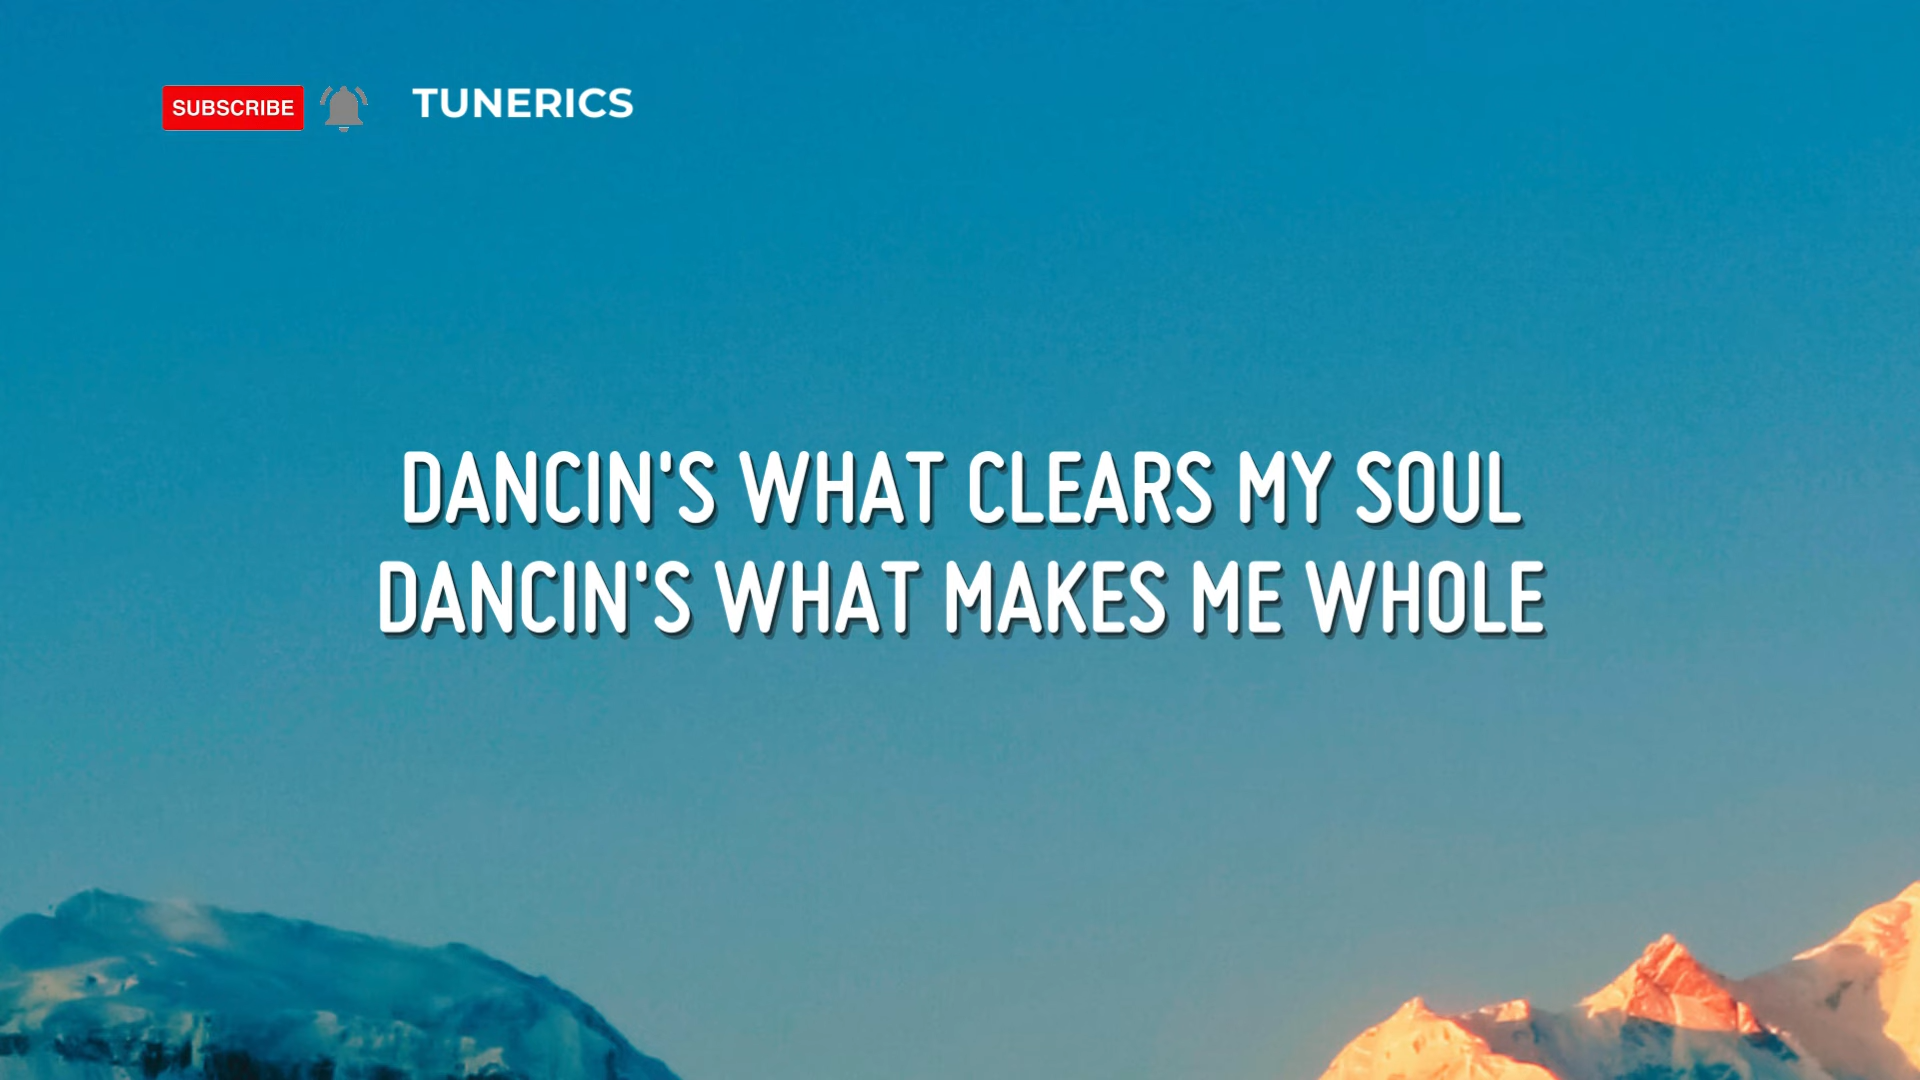 SUBSCRIBE TUNERICS
DANCIN'S WHAT CLEARS MY SOUL
DANCIN'S WHAT MAKES ME WHOLE